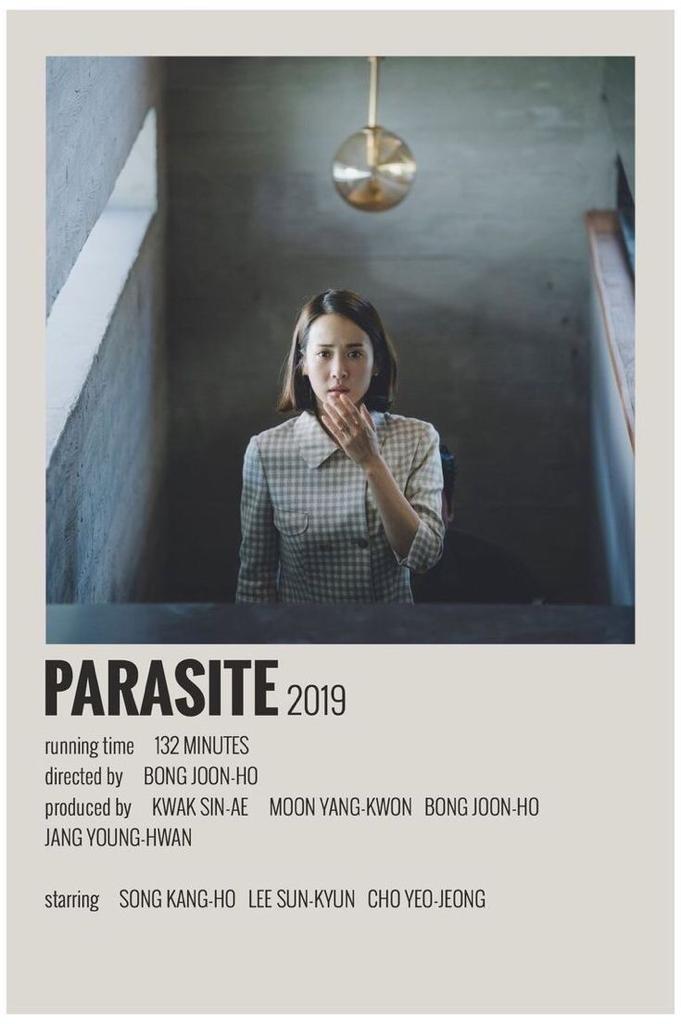 PARASITE 2019
running time 132 MINUTES
directed by BONG JOON-HO
produced by KWAK SIN-AE MOON YANG-KWON BONG JOON-HO
JANG YOUNG-HWAN
starring SONG KANG-HO LEE SUN-KYUN CHO YEO-JEONG